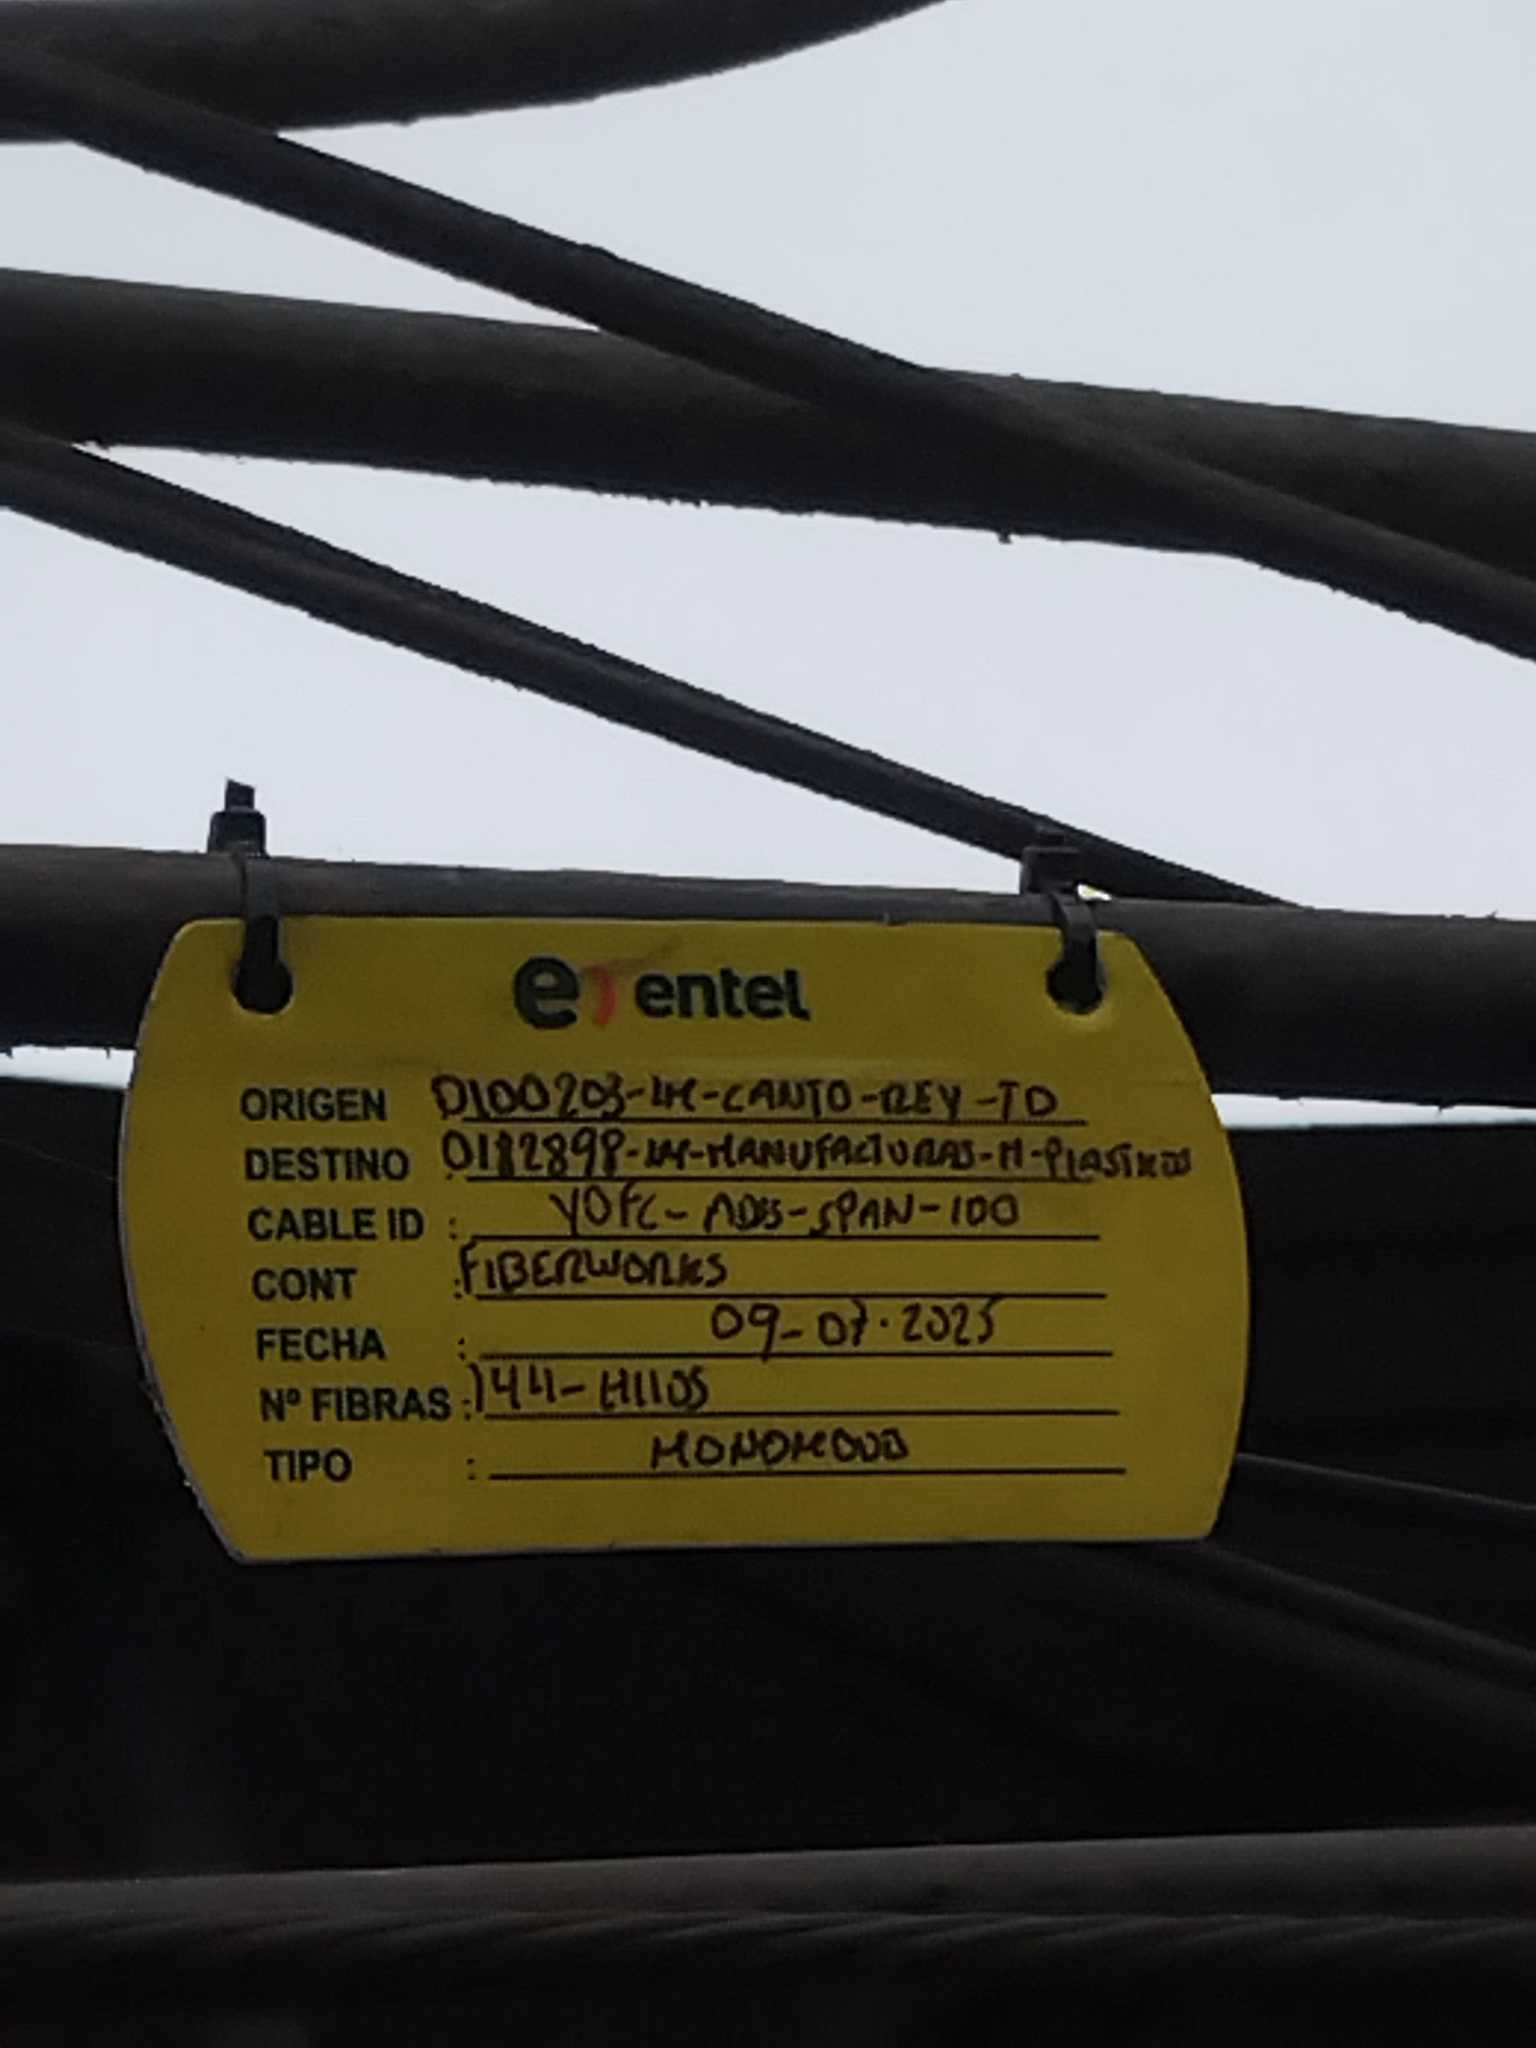 e entel
ORIGEN 0100203-LM-CANTO-REY-TD
DESTINO : 0182898-LM-MANUFACTURAS-M-PLASTICOS
CABLE ID : YOFC-ADSS-SPAN-100
CONT : FIBERWORKS
FECHA : 09-07-2025
Nº FIBRAS : 144-HIlOS
TIPO : MONOMODO